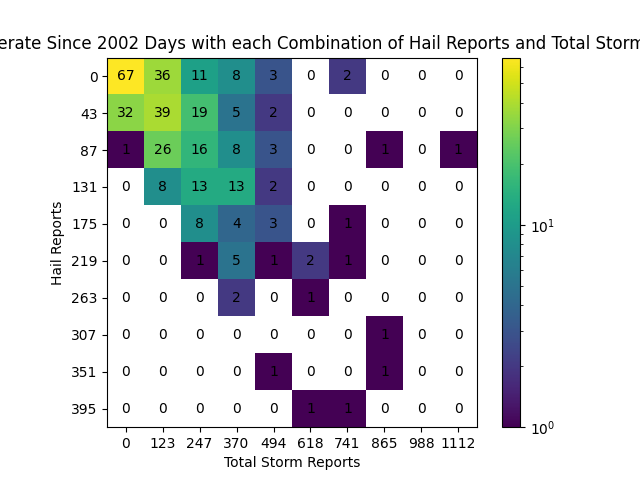 erate Since 2002 Days with each Combination of Hail Reports and Total Storm
0 67 36 11 8 3 0 2 0 0 0
43 32 39 19 5 2 0 0 0 0 0
87 1 26 16 8 3 0 0 1 0 1
131 0 8 13 13 2 0 0 0 0 0
175 0 0 8 4 3 0 1 0 0 0
219 0 0 1 5 1 2 1 0 0 0
263 0 0 0 2 0 1 0 0 0 0
307 0 0 0 0 0 0 0 1 0 0
351 0 0 0 0 1 0 0 1 0 0
395 0 0 0 0 0 1 1 0 0 0
0 123 247 370 494 618 741 865 988 1112
Total Storm Reports
Hail Reports
10¹
10⁰